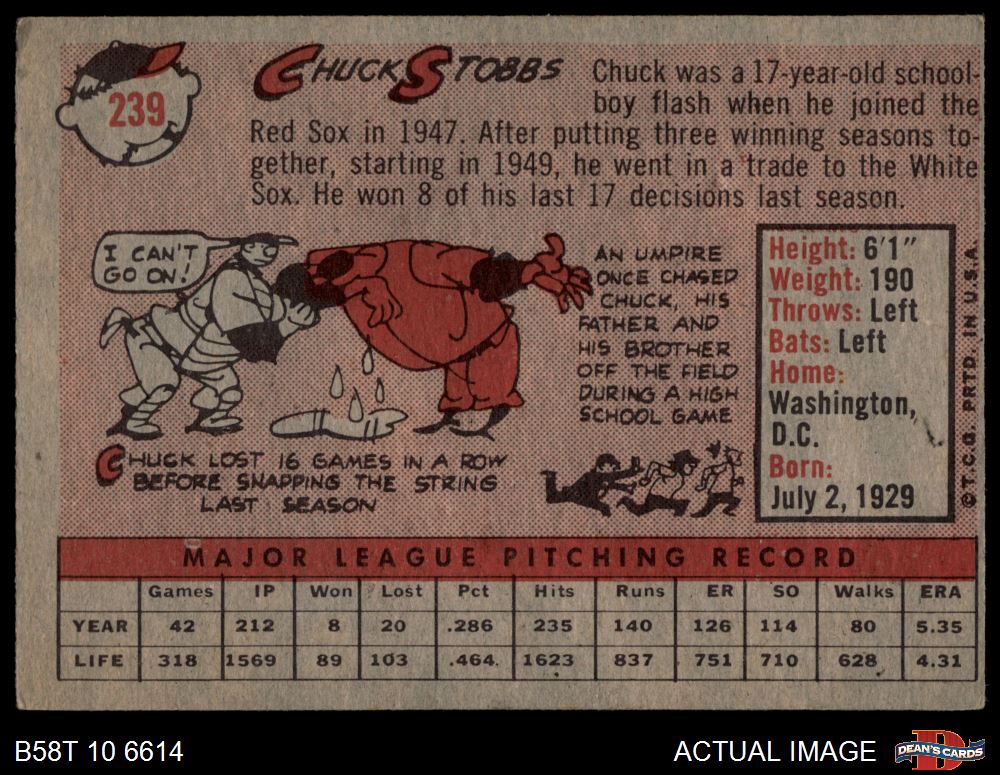 239
CHUCK STOBBS
Chuck was a 17-year-old school-
boy flash when he joined the
Red Sox in 1947. After putting three winning seasons to-
gether, starting in 1949, he went in a trade to the White
Sox. He won 8 of his last 17 decisions last season.
I CAN'T
GO ON!
CHUCK LOST 16 GAMES IN A ROW
BEFORE SNAPPING THE STRING
LAST SEASON
AN UMPIRE
ONCE CHASED
CHUCK, HIS
FATHER AND
HIS BROTHER
OFF THE FIELD
DURING A HIGH
SCHOOL GAME
Height: 6'1"
Weight: 190
Throws: Left
Bats: Left
Home:
Washington,
D.C.
Born:
July 2, 1929
© T.C.G. PRTD. IN U.S.A.
MAJOR LEAGUE PITCHING RECORD
Games IP Won Lost Pct Hits Runs ER SO Walks ERA
YEAR 42 212 8 20 .286 235 140 126 114 80 5.35
LIFE 318 1569 89 103 .464 1623 837 751 710 628 4.31
B58T 10 6614
ACTUAL IMAGE
DEAN'S CARDS